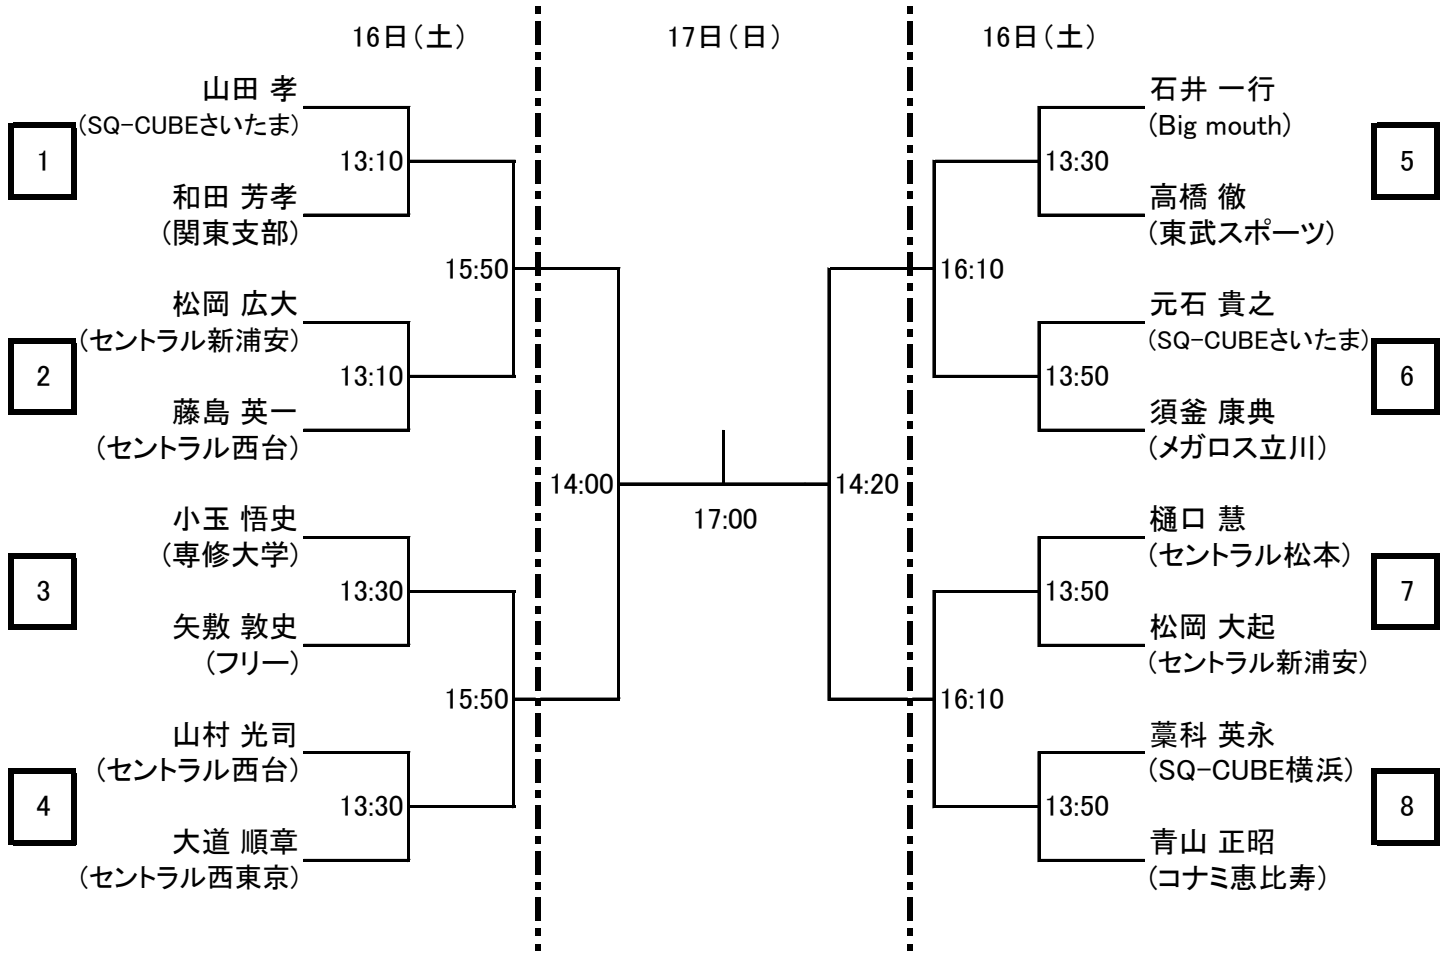 16日（土）
17日（日）
16日（土）
山田 孝
(SQ-CUBEさいたま)
1
13:10
和田 芳孝
(関東支部)
15:50
松岡 広大
(セントラル新浦安)
2
13:10
藤島 英一
(セントラル西台)
14:00
小玉 悟史
(専修大学)
3
13:30
矢敷 敦史
(フリー)
15:50
山村 光司
(セントラル西台)
4
13:30
大道 順章
(セントラル西東京)
17:00
石井 一行
(Big mouth)
13:30
5
高橋 徹
(東武スポーツ)
16:10
元石 貴之
(SQ-CUBEさいたま)
13:50
6
須釜 康典
(メガロス立川)
14:20
樋口 慧
(セントラル松本)
13:50
7
松岡 大起
(セントラル新浦安)
16:10
藁科 英永
(SQ-CUBE横浜)
13:50
8
青山 正昭
(コナミ恵比寿)